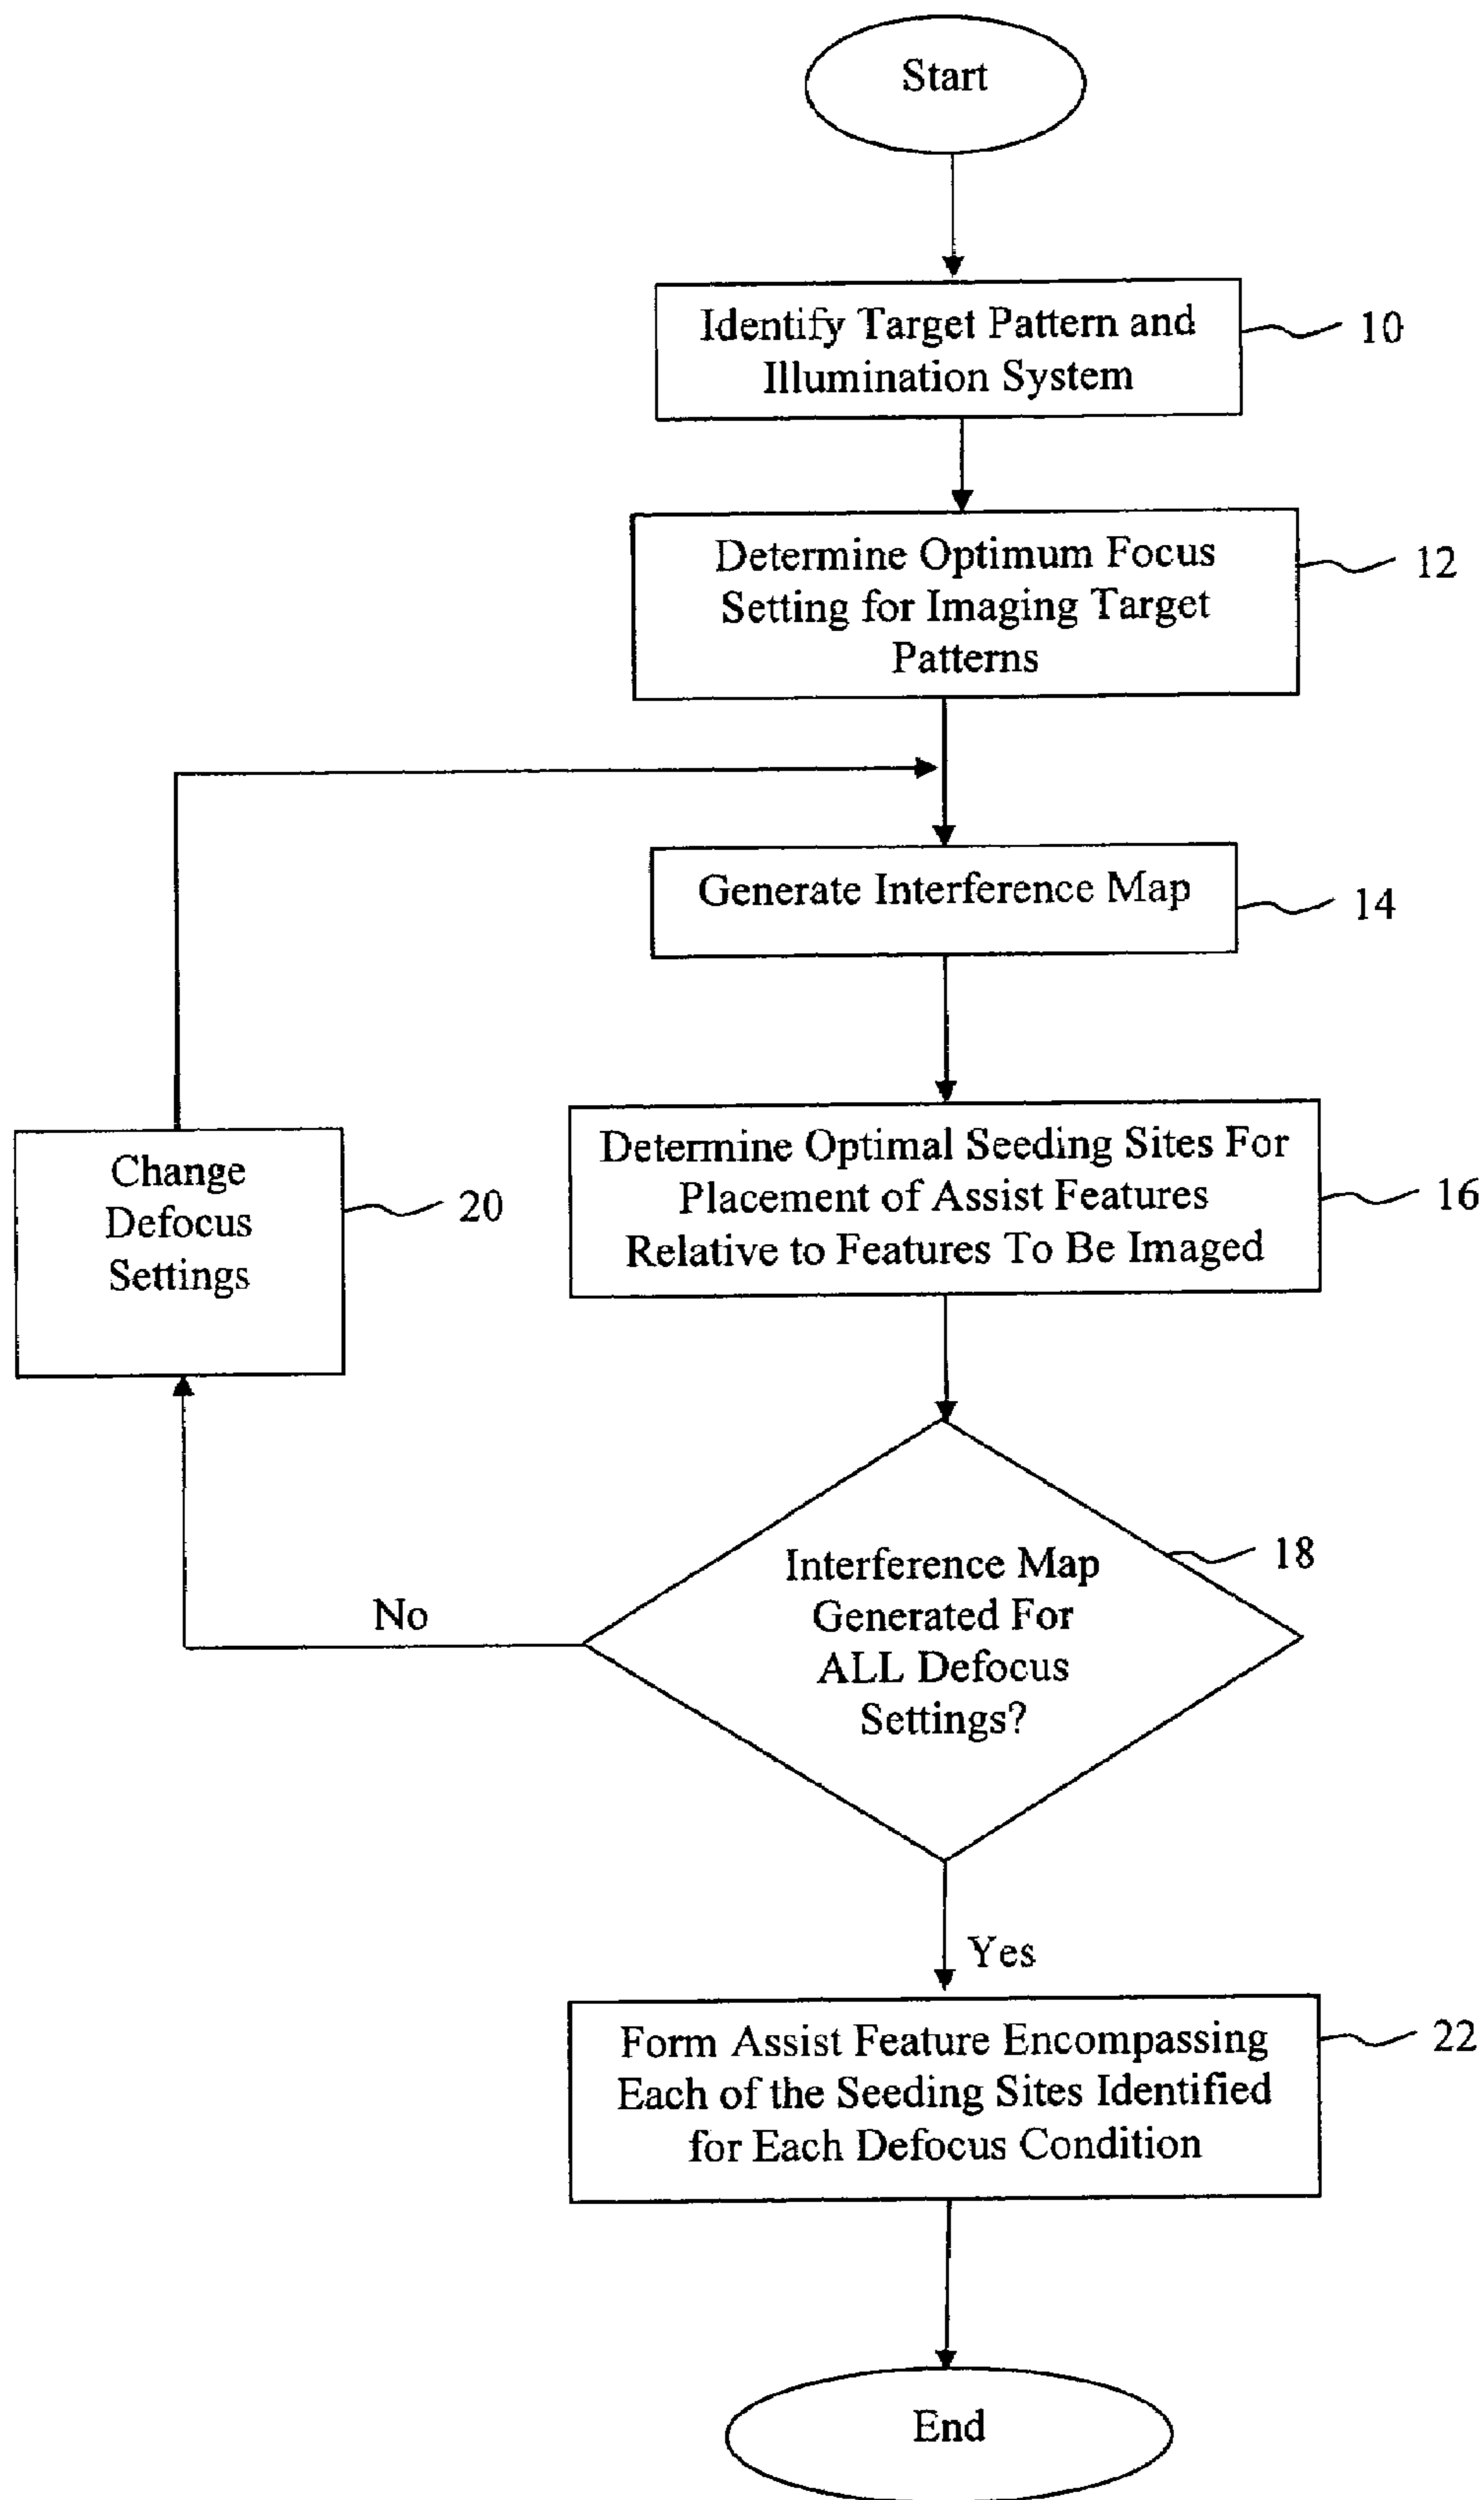 Start
Identify Target Pattern and
Illumination System
10
Determine Optimum Focus
Setting for Imaging Target
Patterns
12
Generate Interference Map
14
Determine Optimal Seeding Sites For
Placement of Assist Features
Relative to Features To Be Imaged
16
Change
Defocus
Settings
20
Interference Map
Generated For
ALL Defocus
Settings?
18
No
Yes
Form Assist Feature Encompassing
Each of the Seeding Sites Identified
for Each Defocus Condition
22
End